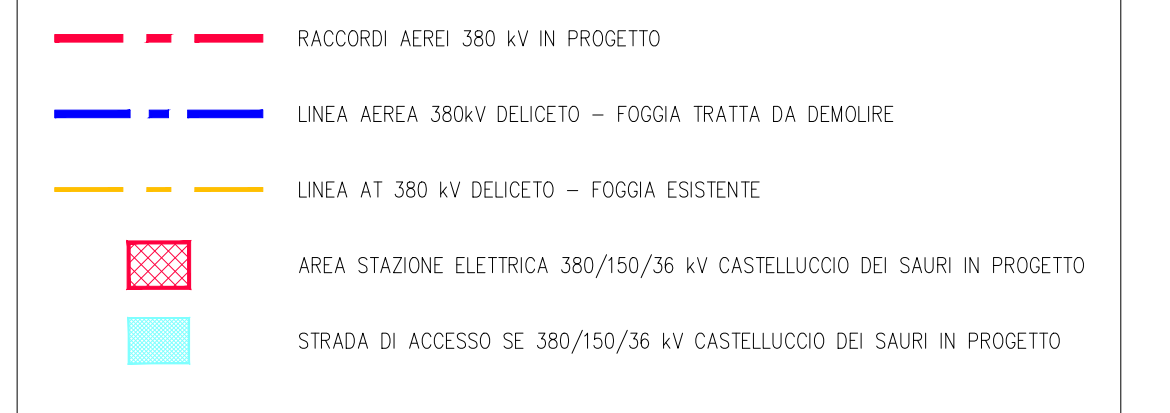 RACCORDI AEREI 380 kV IN PROGETTO
LINEA AEREA 380kV DELICETO – FOGGIA TRATTA DA DEMOLIRE
LINEA AT 380 kV DELICETO – FOGGIA ESISTENTE
AREA STAZIONE ELETTRICA 380/150/36 kV CASTELLUCCIO DEI SAURI IN PROGETTO
STRADA DI ACCESSO SE 380/150/36 kV CASTELLUCCIO DEI SAURI IN PROGETTO